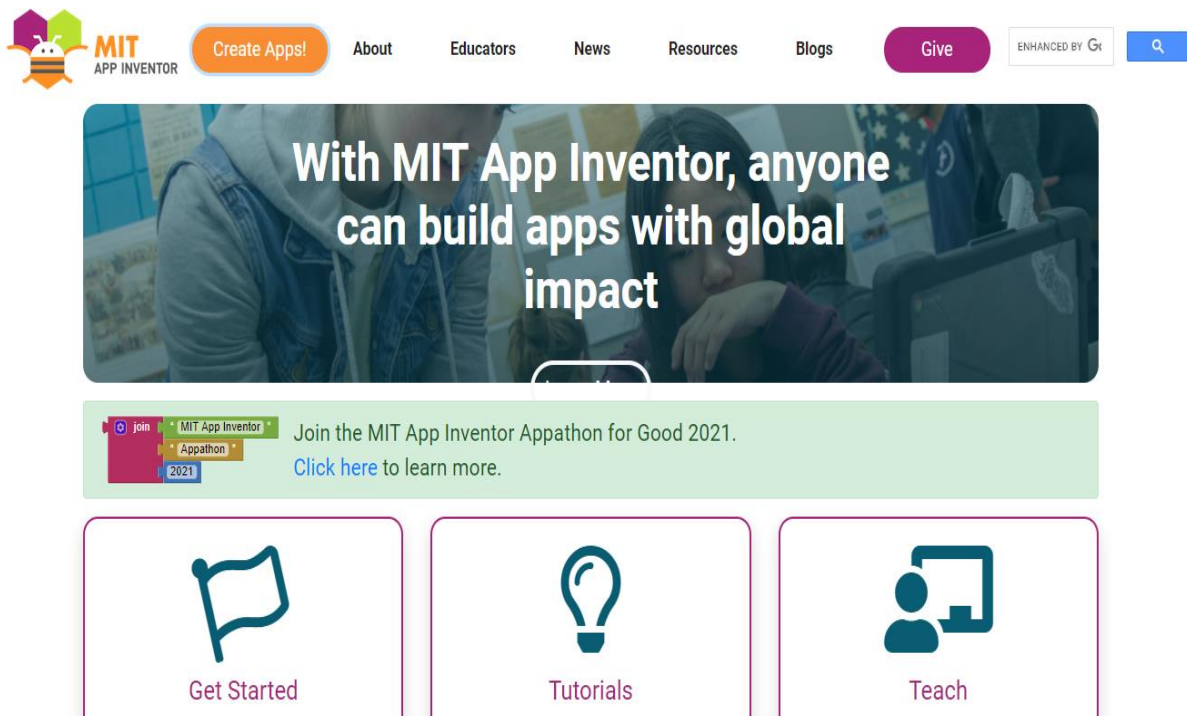 MIT
APP INVENTOR
Create Apps!
About
Educators
News
Resources
Blogs
Give
ENHANCED BY
With MIT App Inventor, anyone
can build apps with global
impact
join
" MIT App Inventor "
" Appathon "
2021
Join the MIT App Inventor Appathon for Good 2021.
Click here to learn more.
Get Started
Tutorials
Teach